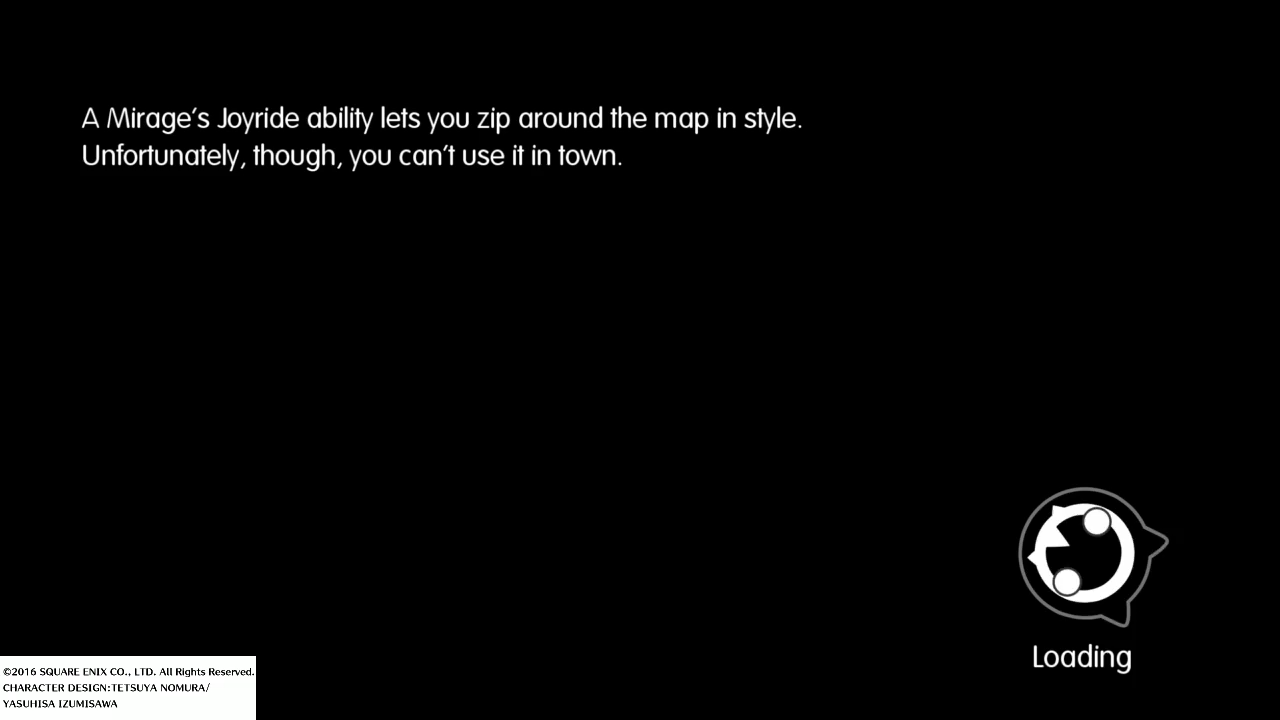 A Mirage's Joyride ability lets you zip around the map in style.
Unfortunately, though, you can't use it in town.
Loading
©2016 SQUARE ENIX CO., LTD. All Rights Reserved.
CHARACTER DESIGN:TETSUYA NOMURA/
YASUHISA IZUMISAWA